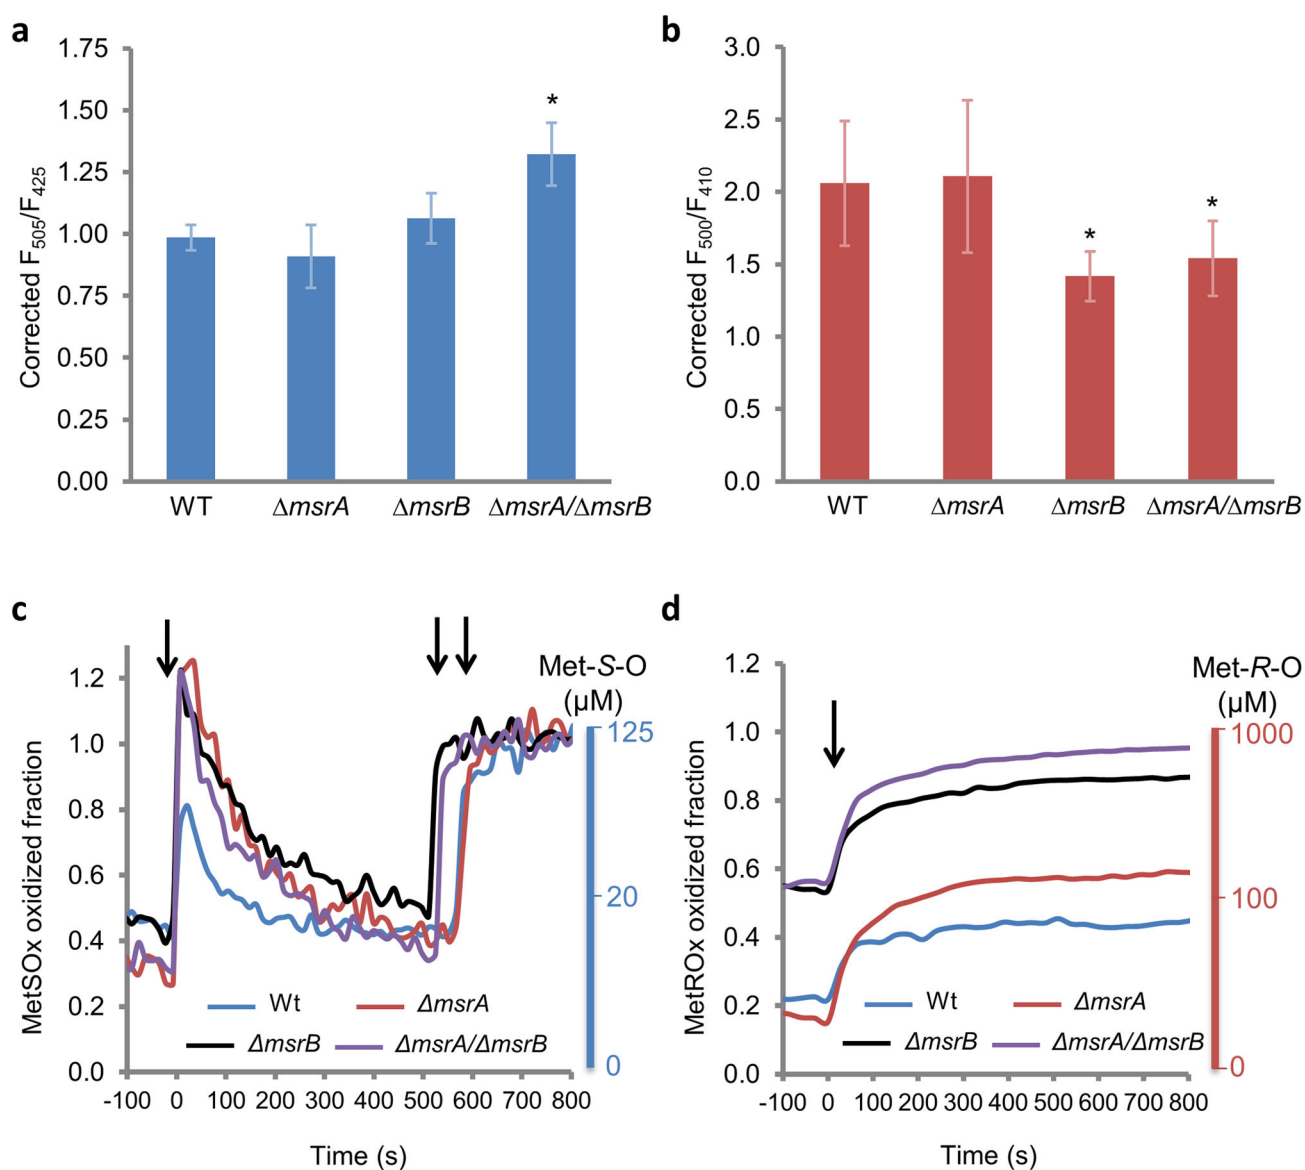 a
1.75
1.50
1.25
1.00
0.75
0.50
0.25
0.00
Corrected F505/F425
*
WT ΔmsrA ΔmsrB ΔmsrA/ΔmsrB
b
3.0
2.5
2.0
1.5
1.0
0.5
0.0
Corrected F500/F410
* *
WT ΔmsrA ΔmsrB ΔmsrA/ΔmsrB
c
1.2
1.0
0.8
0.6
0.4
0.2
0.0
MetSOx oxidized fraction
Met-S-O
(μM)
125
20
0
Wt ΔmsrA
ΔmsrB ΔmsrA/ΔmsrB
-100 0 100 200 300 400 500 600 700 800
Time (s)
d
1.2
1.0
0.8
0.6
0.4
0.2
0.0
MetROx oxidized fraction
Met-R-O
(μM)
1000
100
0
Wt ΔmsrA
ΔmsrB ΔmsrA/ΔmsrB
-100 0 100 200 300 400 500 600 700 800
Time (s)